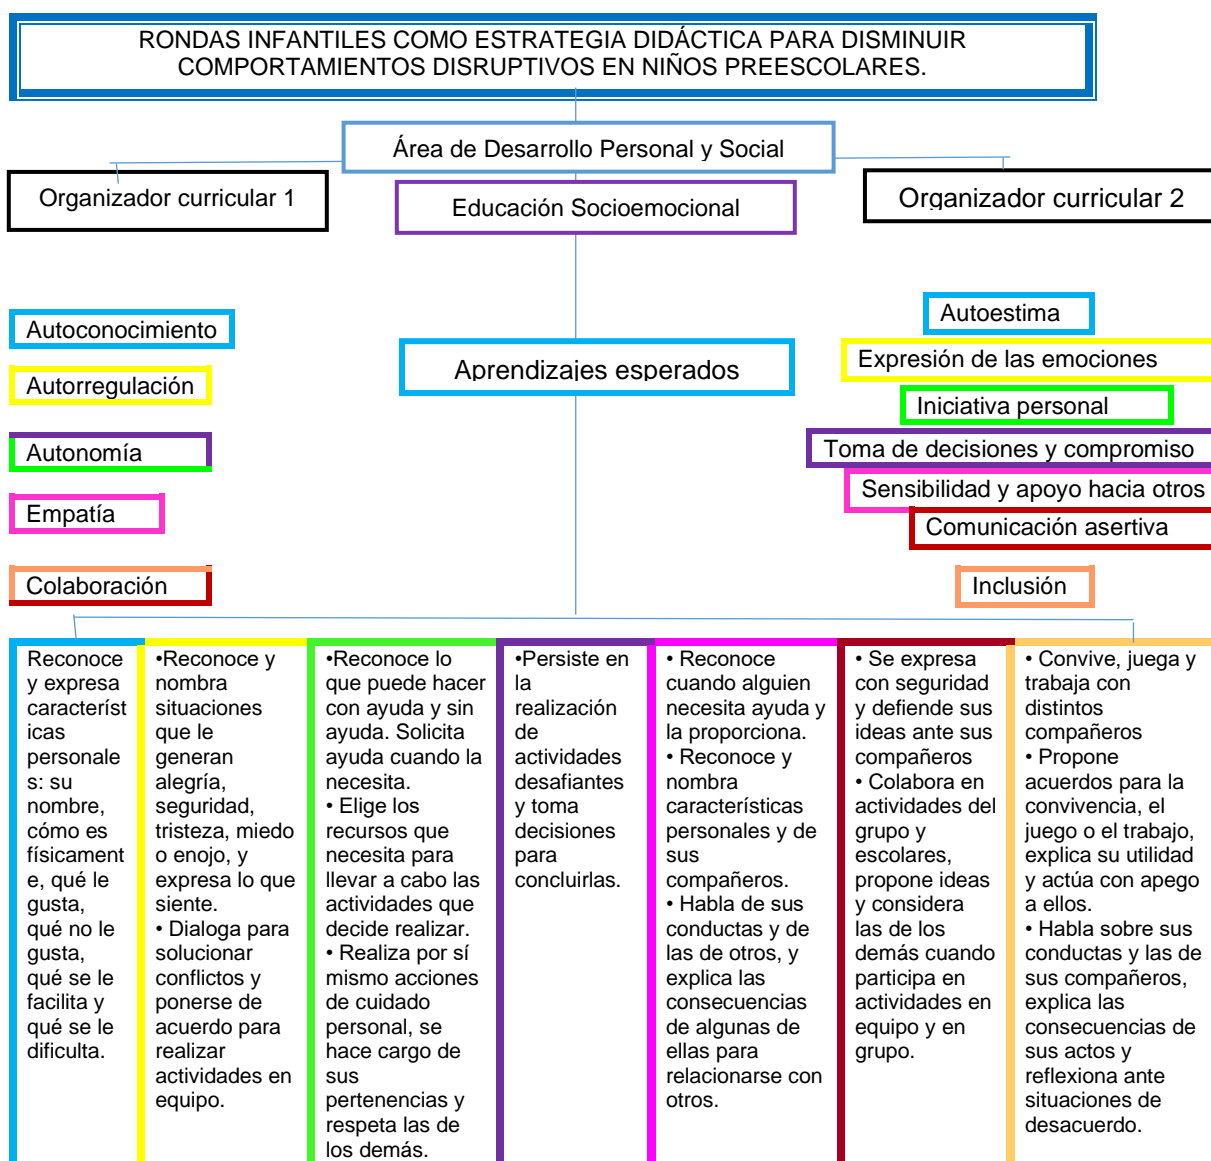 RONDAS INFANTILES COMO ESTRATEGIA DIDÁCTICA PARA DISMINUIR
COMPORTAMIENTOS DISRUPTIVOS EN NIÑOS PREESCOLARES.
Área de Desarrollo Personal y Social
Organizador curricular 1
Educación Socioemocional
Organizador curricular 2
Autoconocimiento
Autorregulación
Autonomía
Empatía
Colaboración
Aprendizajes esperados
Autoestima
Expresión de las emociones
Iniciativa personal
Toma de decisiones y compromiso
Sensibilidad y apoyo hacia otros
Comunicación asertiva
Inclusión
Reconoce
y expresa
característ
icas
personale
s: su
nombre,
cómo es
físicament
e, qué le
gusta,
qué no le
gusta,
qué se le
facilita y
qué se le
dificulta.
•Reconoce y
nombra
situaciones
que le
generan
alegría,
seguridad,
tristeza, miedo
o enojo, y
expresa lo que
siente.
• Dialoga para
solucionar
conflictos y
ponerse de
acuerdo para
realizar
actividades en
equipo.
•Reconoce lo
que puede hacer
con ayuda y sin
ayuda. Solicita
ayuda cuando la
necesita.
• Elige los
recursos que
necesita para
llevar a cabo las
actividades que
decide realizar.
• Realiza por sí
mismo acciones
de cuidado
personal, se
hace cargo de
sus
pertenencias y
respeta las de
los demás.
•Persiste en
la
realización
de
actividades
desafiantes
y toma
decisiones
para
concluirlas.
• Reconoce
cuando alguien
necesita ayuda y
la proporciona.
• Reconoce y
nombra
características
personales y de
sus
compañeros.
• Habla de sus
conductas y de
las de otros, y
explica las
consecuencias
de algunas de
ellas para
relacionarse con
otros.
• Se expresa
con seguridad
y defiende sus
ideas ante sus
compañeros
• Colabora en
actividades del
grupo y
escolares,
propone ideas
y considera
las de los
demás cuando
participa en
actividades en
equipo y en
grupo.
• Convive, juega y
trabaja con
distintos
compañeros
• Propone
acuerdos para la
convivencia, el
juego o el trabajo,
explica su utilidad
y actúa con apego
a ellos.
• Habla sobre sus
conductas y las de
sus compañeros,
explica las
consecuencias de
sus actos y
reflexiona ante
situaciones de
desacuerdo.